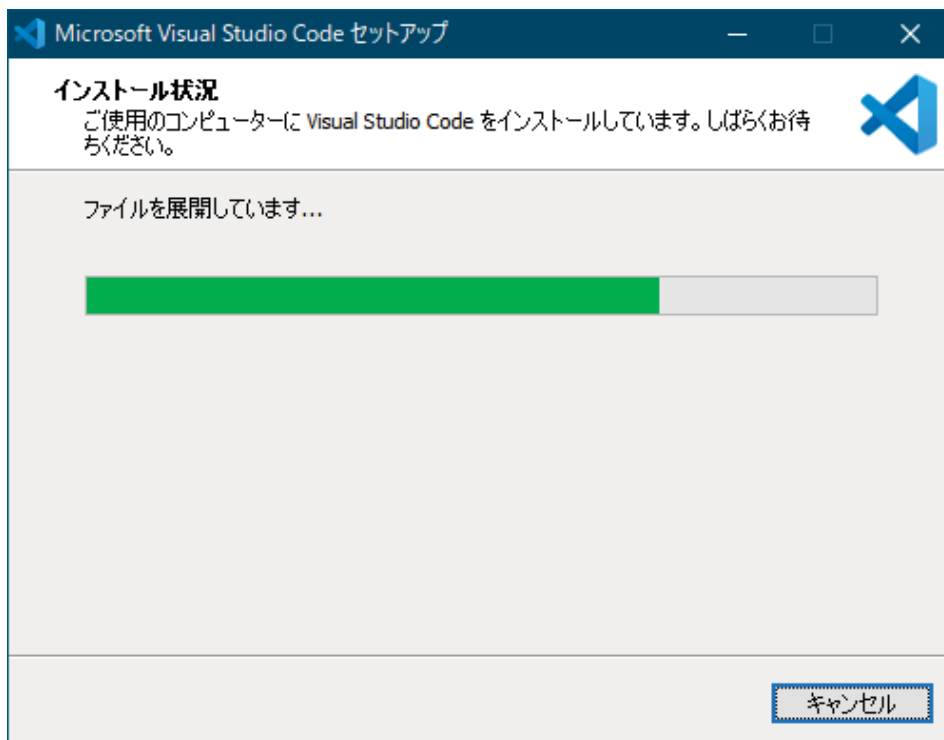 Microsoft Visual Studio Code セットアップ
インストール状況
ご使用のコンピューターに Visual Studio Code をインストールしています。しばらくお待
ちください。
ファイルを展開しています...
キャンセル